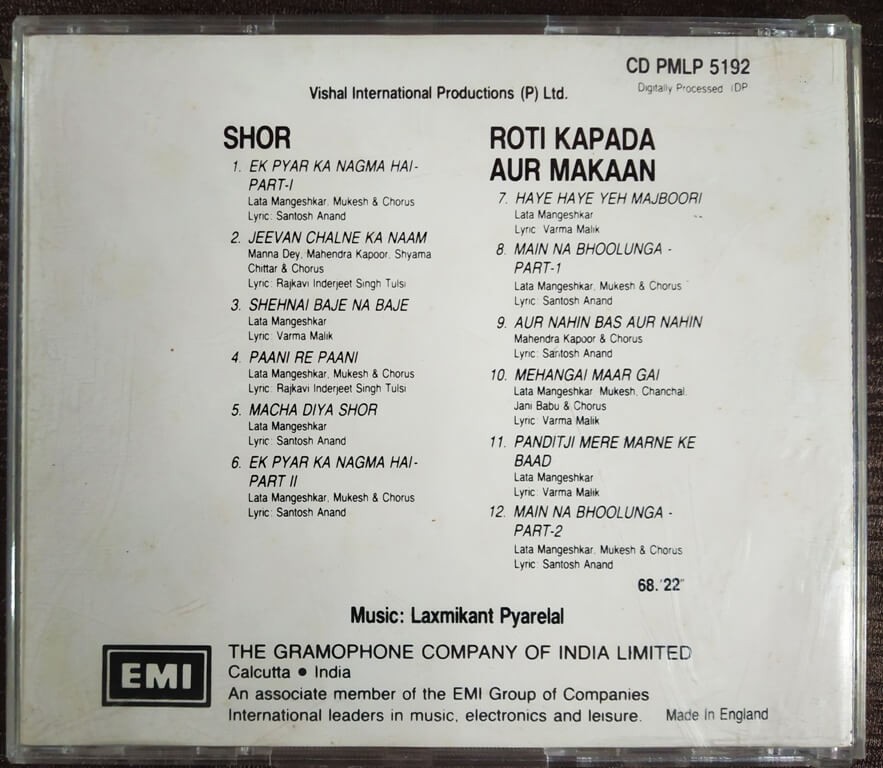 CD PMLP 5192
Digitally Processed IDP
Vishal International Productions (P) Ltd.
SHOR
1. EK PYAR KA NAGMA HAI-
PART-I
Lata Mangeshkar, Mukesh & Chorus
Lyric: Santosh Anand
2. JEEVAN CHALNE KA NAAM
Manna Dey, Mahendra Kapoor, Shyama
Chittar & Chorus
Lyric: Rajkavi Inderjeet Singh Tulsi
3. SHEHNAI BAJE NA BAJE
Lata Mangeshkar
Lyric: Varma Malik
4. PAANI RE PAANI
Lata Mangeshkar, Mukesh & Chorus
Lyric: Rajkavi Inderjeet Singh Tulsi
5. MACHA DIYA SHOR
Lata Mangeshkar
Lyric: Santosh Anand
6. EK PYAR KA NAGMA HAI-
PART II
Lata Mangeshkar, Mukesh & Chorus
Lyric: Santosh Anand
ROTI KAPADA
AUR MAKAAN
7. HAYE HAYE YEH MAJBOORI
Lata Mangeshkar
Lyric: Varma Malik
8. MAIN NA BHOOLUNGA -
PART-1
Lata Mangeshkar, Mukesh & Chorus
Lyric: Santosh Anand
9. AUR NAHIN BAS AUR NAHIN
Mahendra Kapoor & Chorus
Lyric: Santosh Anand
10. MEHANGAI MAAR GAI
Lata Mangeshkar, Mukesh, Chanchal,
Jani Babu & Chorus
Lyric: Varma Malik
11. PANDITJI MERE MARNE KE
BAAD
Lata Mangeshkar
Lyric: Varma Malik
12. MAIN NA BHOOLUNGA -
PART-2
Lata Mangeshkar, Mukesh & Chorus
Lyric: Santosh Anand
68.'22"
Music: Laxmikant Pyarelal
EMI
THE GRAMOPHONE COMPANY OF INDIA LIMITED
Calcutta ● India
An associate member of the EMI Group of Companies
International leaders in music, electronics and leisure.
Made In England